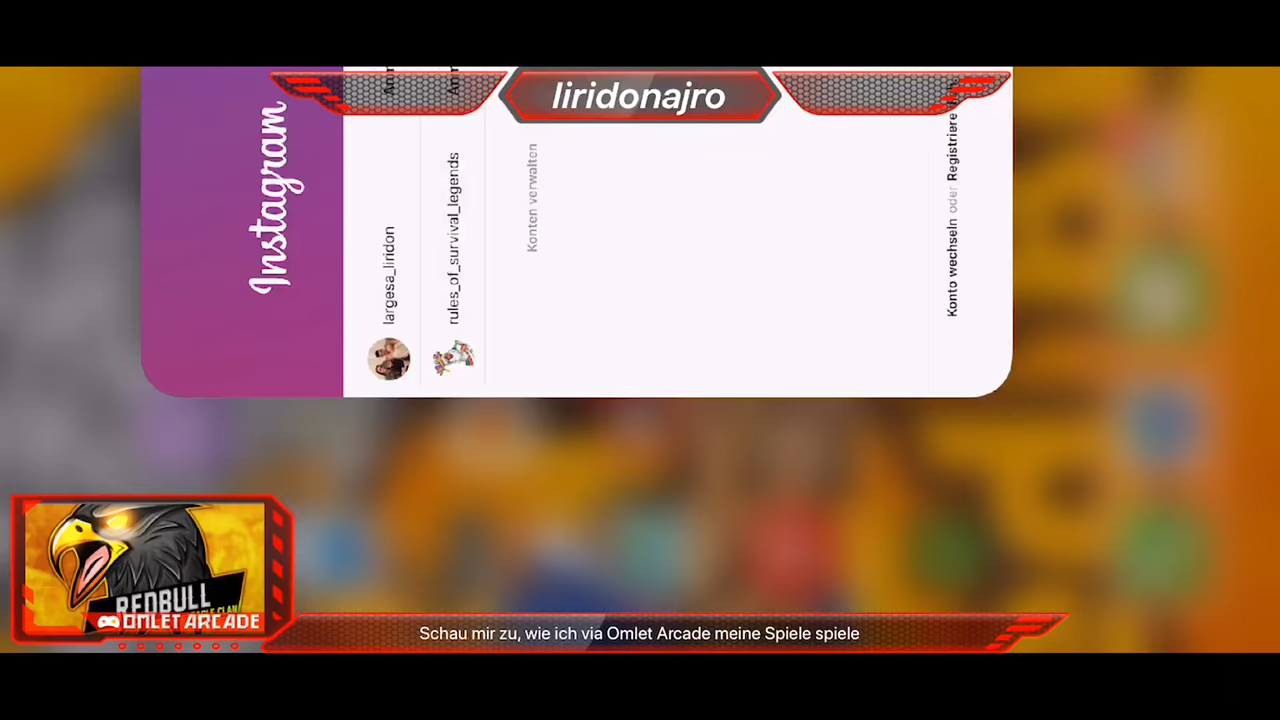 liridonajro
Instagram
largesa_liridon
rules_of_survival_legends
Konten verwalten
Konto wechseln oder Registriere
REDBULL
OMLET ARCADE
Schau mir zu, wie ich via Omlet Arcade meine Spiele spiele